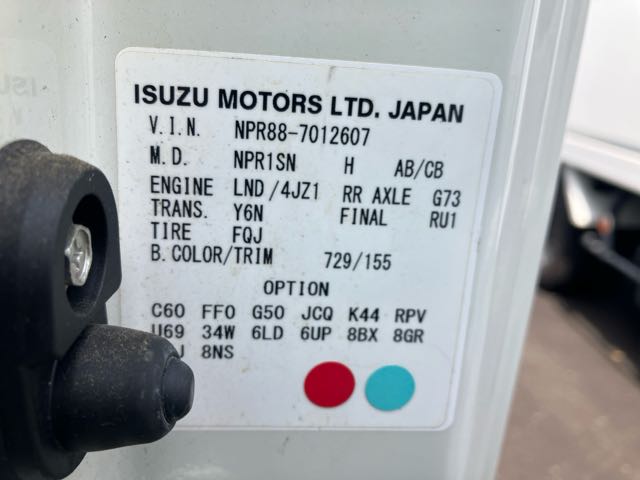 ISUZU MOTORS LTD. JAPAN
V.I.N. NPR88-7012607
M.D. NPR1SN H AB/CB
ENGINE LND/4JZ1 RR AXLE G73
TRANS. Y6N FINAL RU1
TIRE FQJ
B.COLOR/TRIM 729/155
OPTION
C60 FF0 G50 JCQ K44 RPV
U69 34W 6LD 6UP 8BX 8GR
8NS